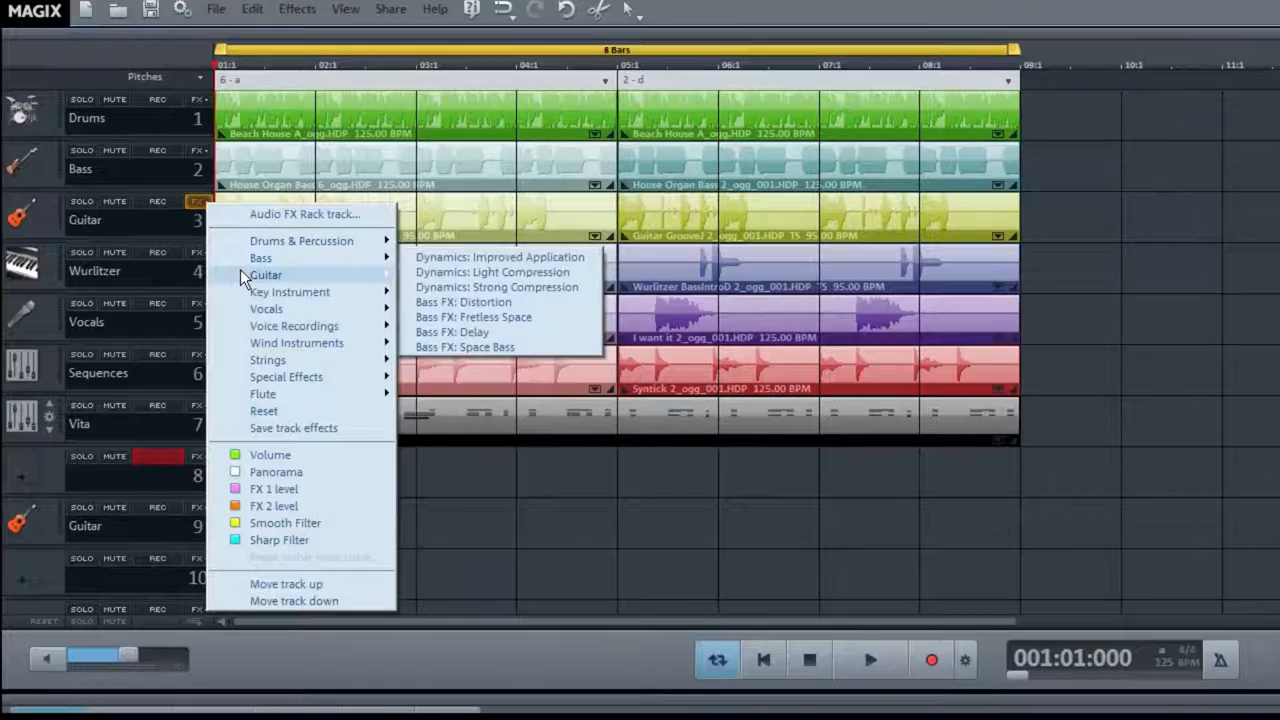 MAGIX File Edit Effects View Share Help
8 Bars
01:1 02:1 03:1 04:1 05:1 06:1 07:1 08:1 09:1 10:1 11:1
Pitches 6 - a 2 - d
SOLO MUTE REC FX
Drums 1
Beach House A_ogg.HDP 125.00 BPM Beach House A_ogg.HDP 125.00 BPM
SOLO MUTE REC FX
Bass 2
House Organ Bass 6_ogg.HDP 125.00 BPM House Organ Bass 2_ogg_001.HDP 125.00 BPM
SOLO MUTE REC FX
Guitar 3
95.00 BPM Guitar GrooveJ 2_ogg_001.HDP TS 95.00 BPM
SOLO MUTE REC FX
Wurlitzer 4
Wurlitzer BassIntroD 2_ogg_001.HDP TS 95.00 BPM
SOLO MUTE REC FX
Vocals 5
I want it 2_ogg_001.HDP 125.00 BPM
SOLO MUTE REC FX
Sequences 6
Syntick 2_ogg_001.HDP 125.00 BPM
SOLO MUTE REC FX
Vita 7
SOLO MUTE FX
8
SOLO MUTE REC FX
Guitar 9
SOLO MUTE REC FX
10
SOLO MUTE REC FX
RESET: SOLO MUTE
Audio FX Rack track...
Drums & Percussion
Bass
Guitar
Key Instrument
Vocals
Voice Recordings
Wind Instruments
Strings
Special Effects
Flute
Reset
Save track effects
Volume
Panorama
FX 1 level
FX 2 level
Smooth Filter
Sharp Filter
Move track up
Move track down
Dynamics: Improved Application
Dynamics: Light Compression
Dynamics: Strong Compression
Bass FX: Distortion
Bass FX: Fretless Space
Bass FX: Delay
Bass FX: Space Bass
001:01:000 a 4/4
125 BPM